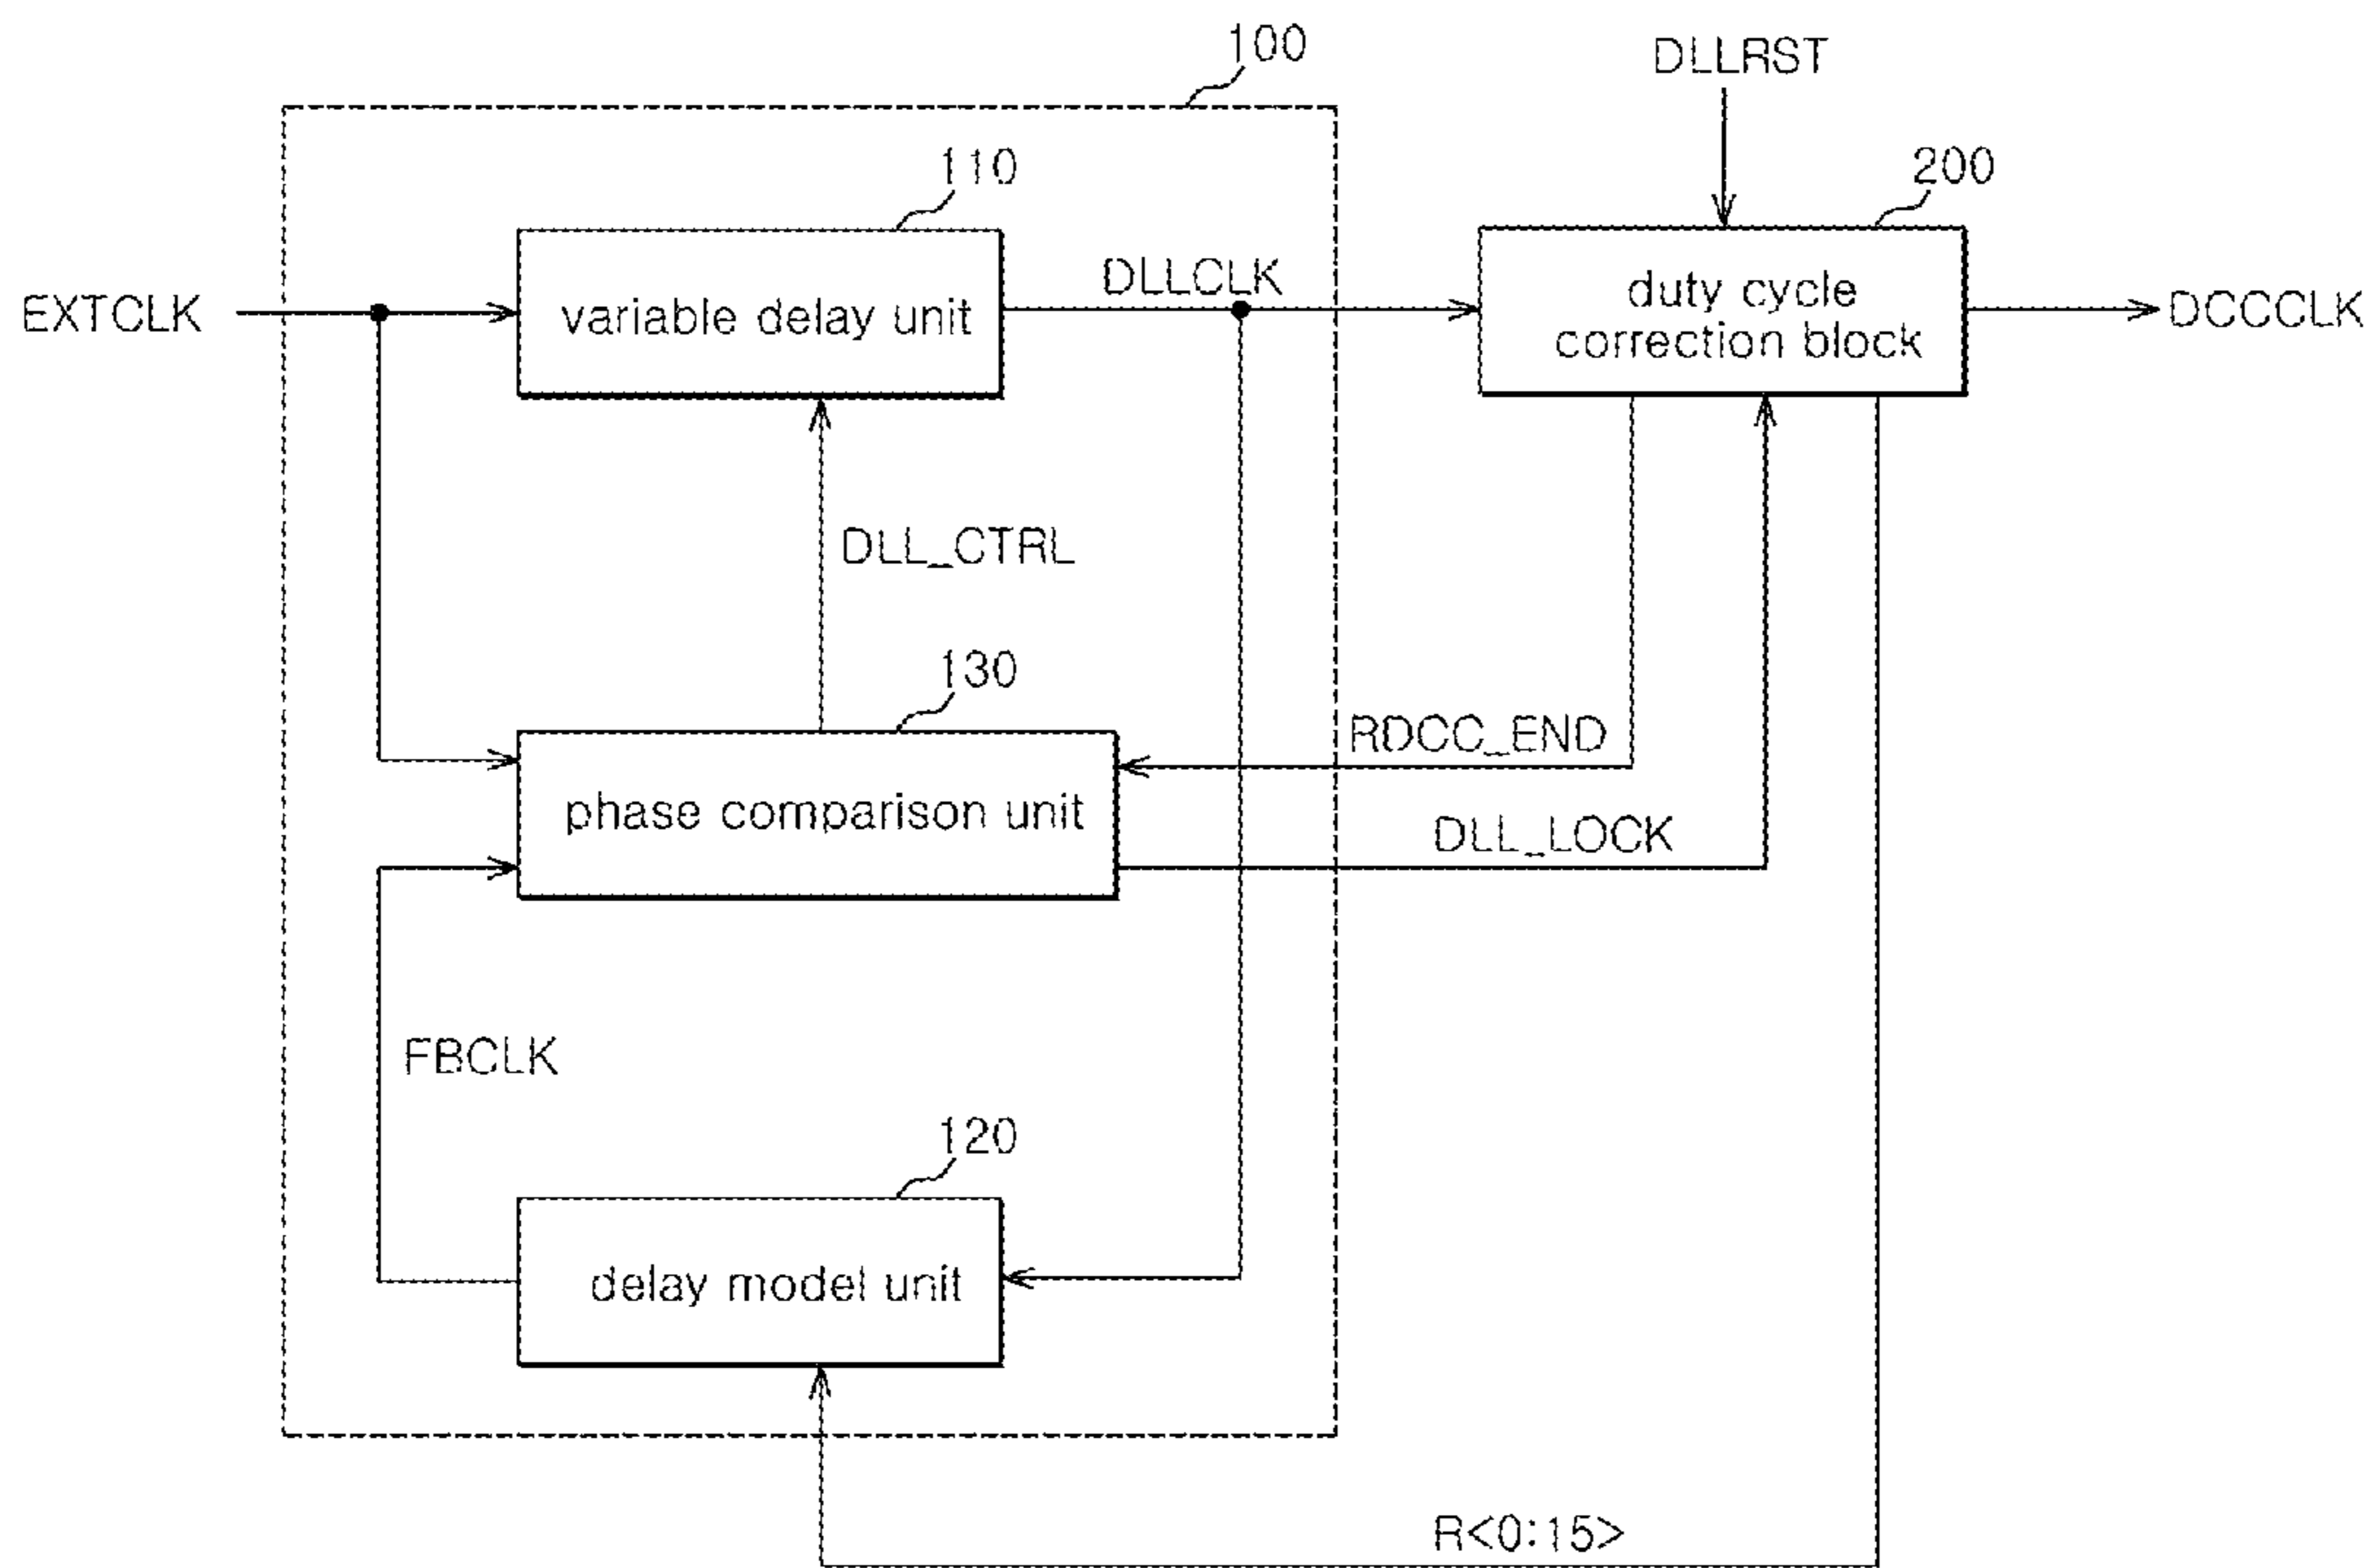 100
DLLRST
110
200
EXTCLK
variable delay unit
DLLCLK
duty cycle
correction block
DCCCLK
DLL_CTRL
130
RDCC_END
phase comparison unit
DLL_LOCK
FBCLK
120
delay model unit
R<0:15>